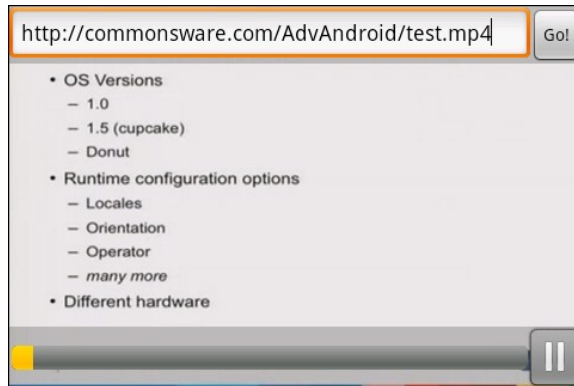 http://commonsware.com/AdvAndroid/test.mp4
Go!
• OS Versions
– 1.0
– 1.5 (cupcake)
– Donut
• Runtime configuration options
– Locales
– Orientation
– Operator
– many more
• Different hardware